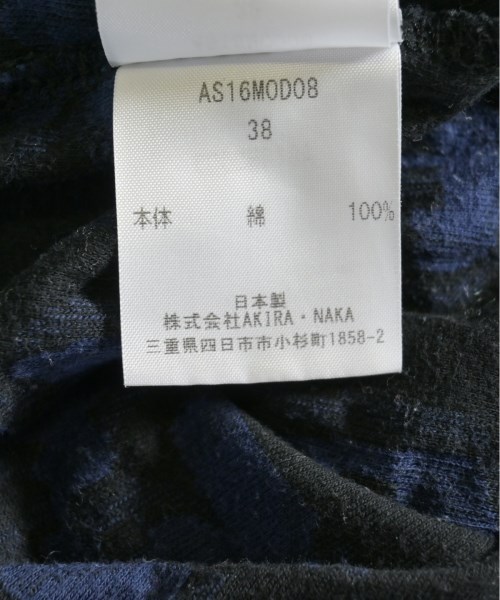 AS16MOD08
38
本体 綿 100%
日本製
株式会社AKIRA・NAKA
三重県四日市市小杉町1858-2